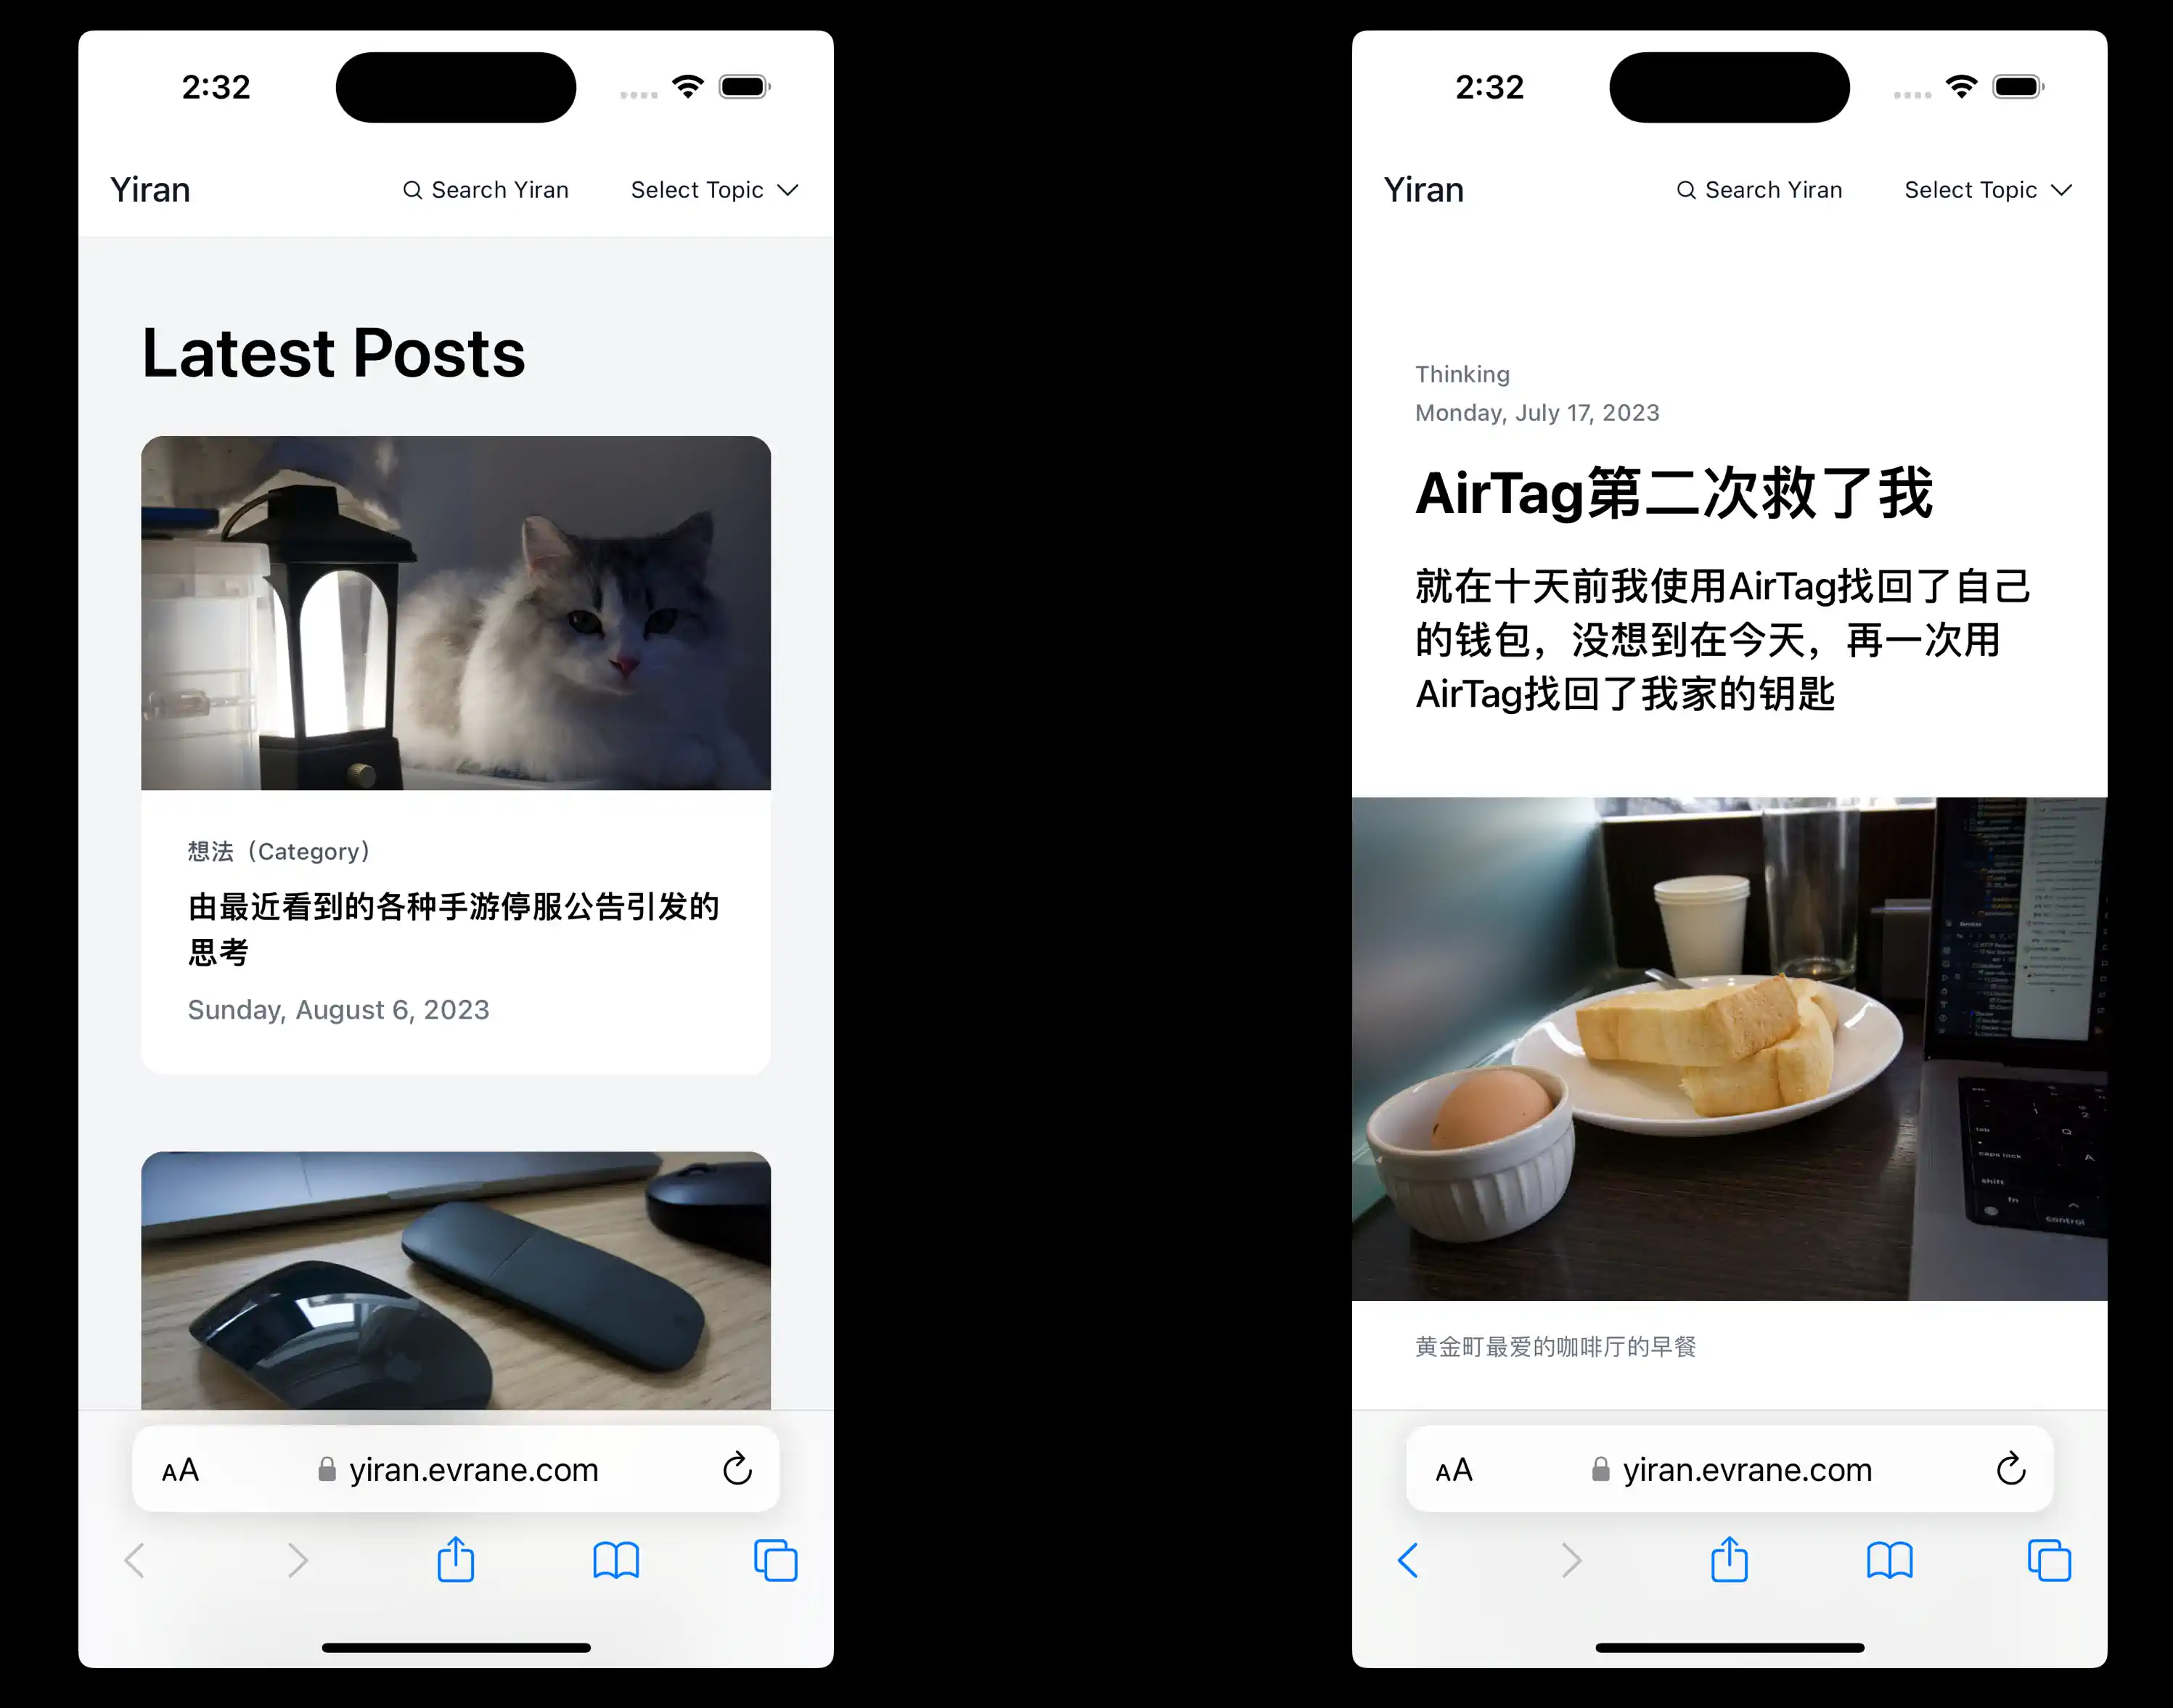 2:32
Yiran
Search Yiran
Select Topic
Latest Posts
想法（Category）
由最近看到的各种手游停服公告引发的
思考
Sunday, August 6, 2023
AA
yiran.evrane.com
2:32
Yiran
Search Yiran
Select Topic
Thinking
Monday, July 17, 2023
AirTag第二次救了我
就在十天前我使用AirTag找回了自己
的钱包，没想到在今天，再一次用
AirTag找回了我家的钥匙
tab
Q
caps lock
A
shift
fn
control
黄金町最爱的咖啡厅的早餐
AA
yiran.evrane.com